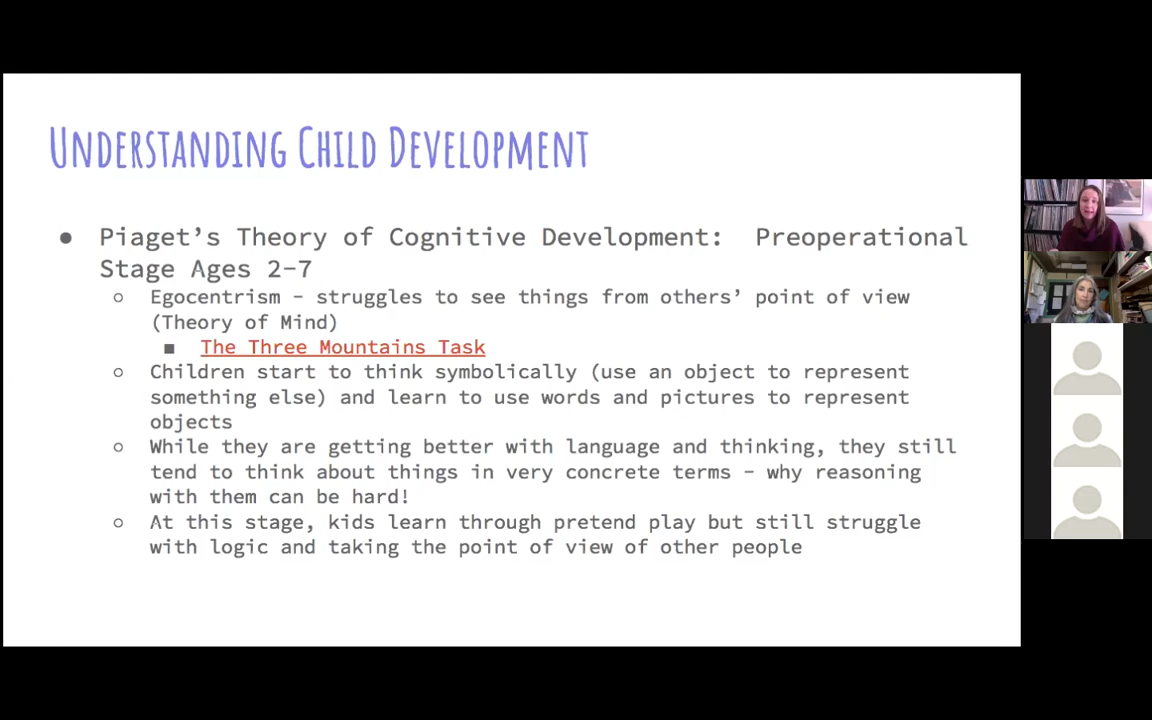 UNDERSTANDING CHILD DEVELOPMENT
● Piaget's Theory of Cognitive Development: Preoperational
Stage Ages 2-7
○ Egocentrism - struggles to see things from others' point of view
(Theory of Mind)
■ The Three Mountains Task
○ Children start to think symbolically (use an object to represent
something else) and learn to use words and pictures to represent
objects
○ While they are getting better with language and thinking, they still
tend to think about things in very concrete terms - why reasoning
with them can be hard!
○ At this stage, kids learn through pretend play but still struggle
with logic and taking the point of view of other people